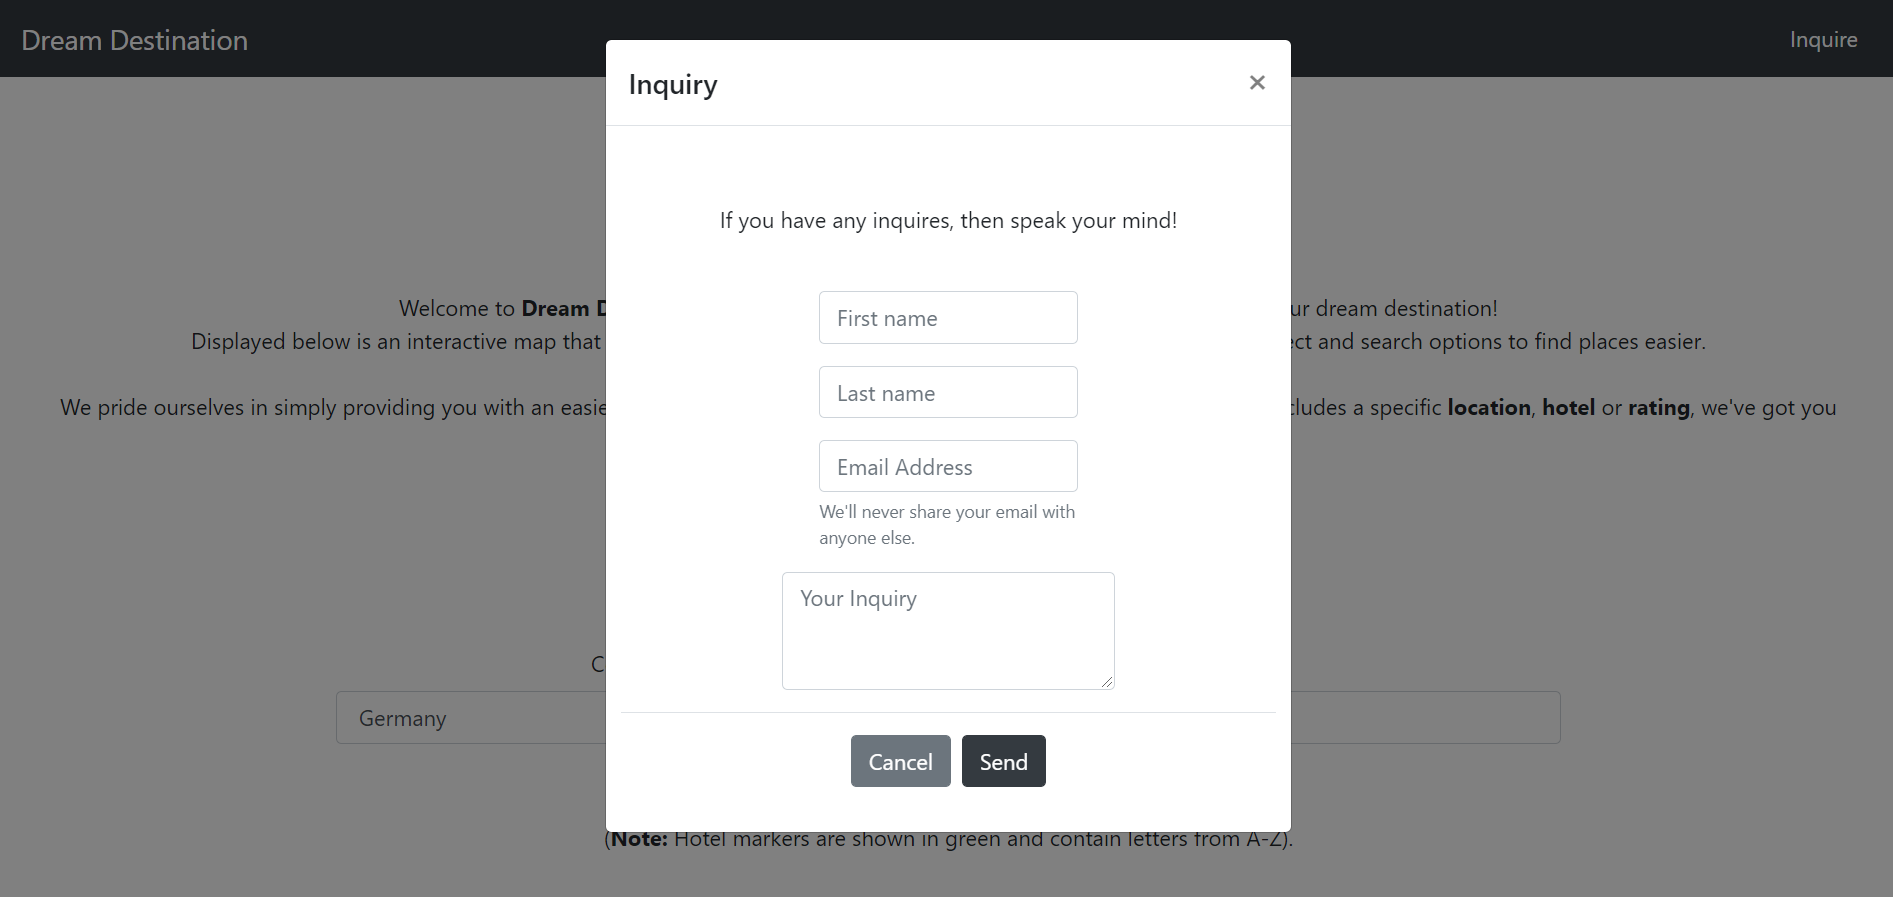 Dream Destination
Inquire
Inquiry
×
If you have any inquires, then speak your mind!
First name
Last name
Email Address
We'll never share your email with
anyone else.
Your Inquiry
Cancel Send
Welcome to Dream D
ur dream destination!
Displayed below is an interactive map that
ct and search options to find places easier.
We pride ourselves in simply providing you with an easie
cludes a specific location, hotel or rating, we've got you
C
Germany
(Note: Hotel markers are shown in green and contain letters from A-Z).